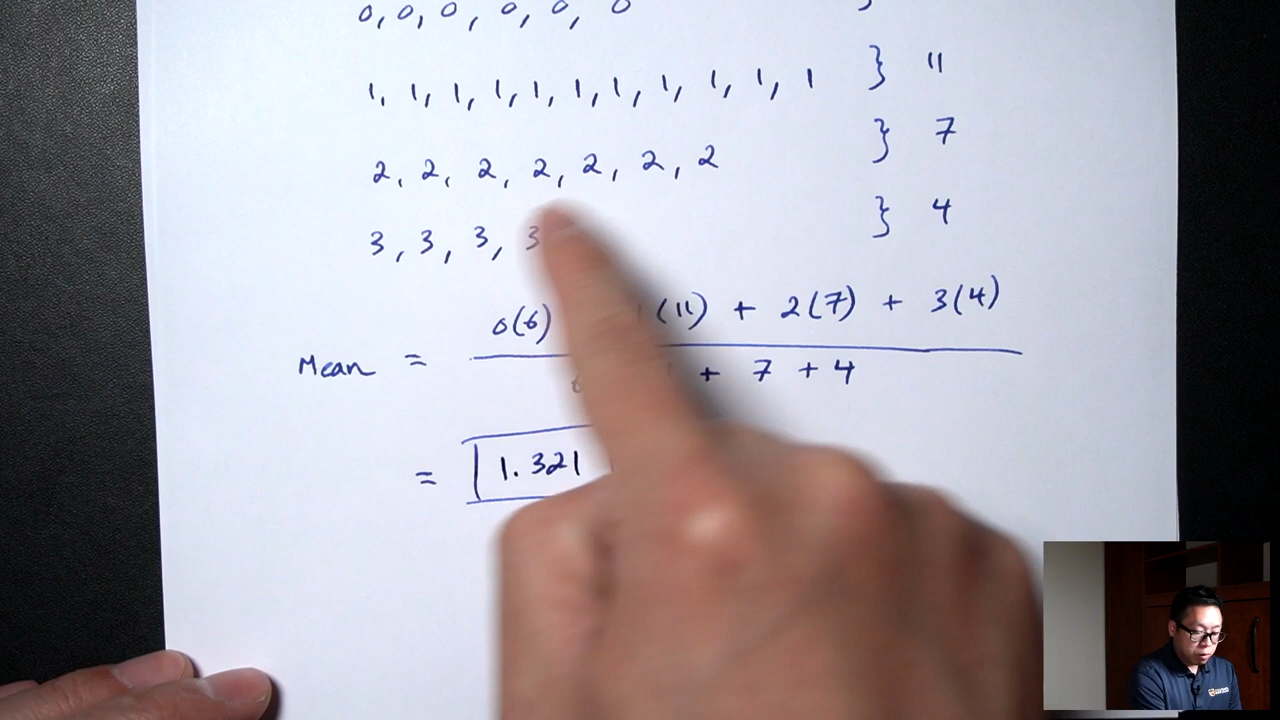 0, 0, 0, 0, 0, 0 }
1, 1, 1, 1, 1, 1, 1, 1, 1, 1, 1 } 11
2, 2, 2, 2, 2, 2, 2 } 7
3, 3, 3, 3 } 4
0(6) (11) + 2(7) + 3(4)
Mean = + 7 + 4
= 1.321